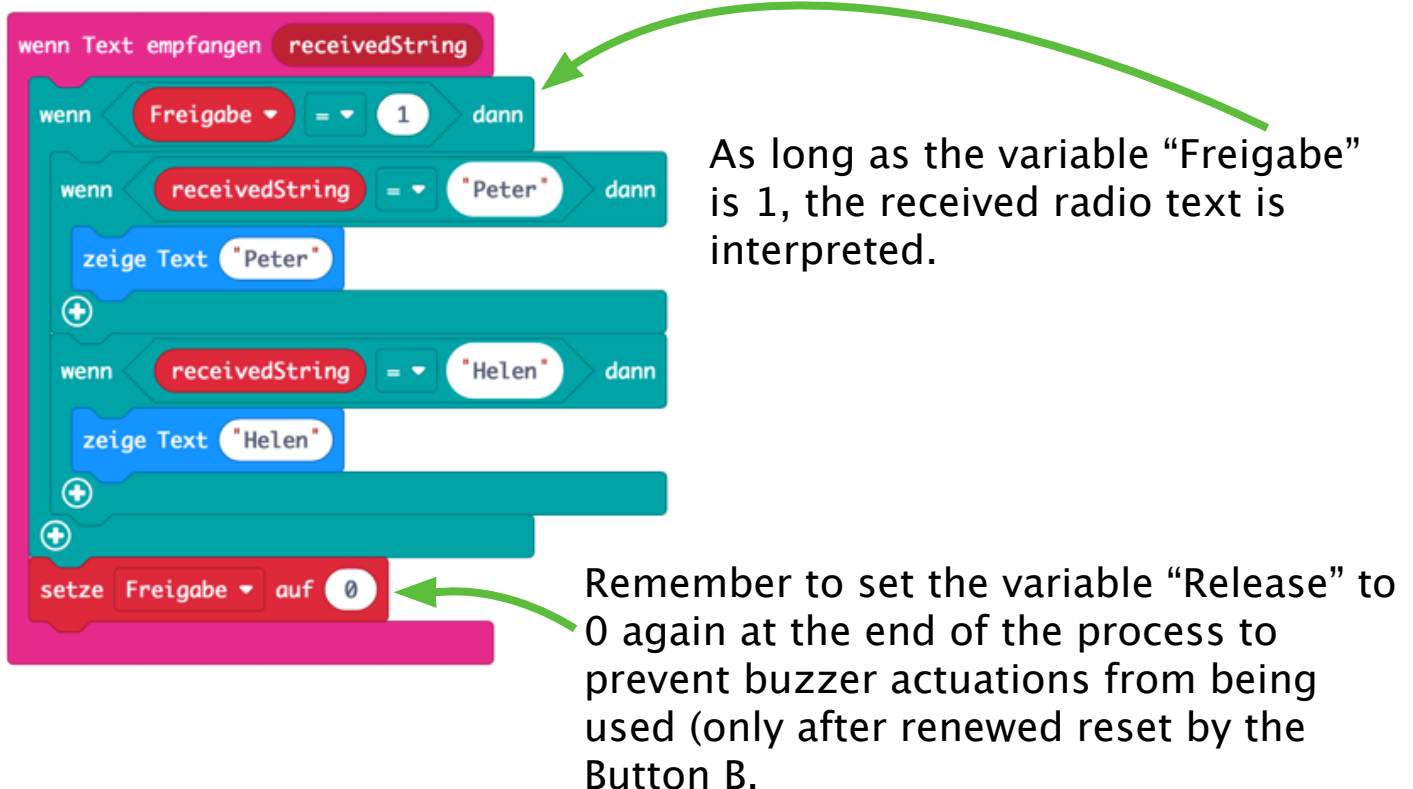 wenn Text empfangen receivedString
wenn Freigabe = 1 dann
wenn receivedString = "Peter" dann
zeige Text "Peter"
wenn receivedString = "Helen" dann
zeige Text "Helen"
setze Freigabe auf 0
As long as the variable “Freigabe”
is 1, the received radio text is
interpreted.
Remember to set the variable “Release” to
0 again at the end of the process to
prevent buzzer actuations from being
used (only after renewed reset by the
Button B.